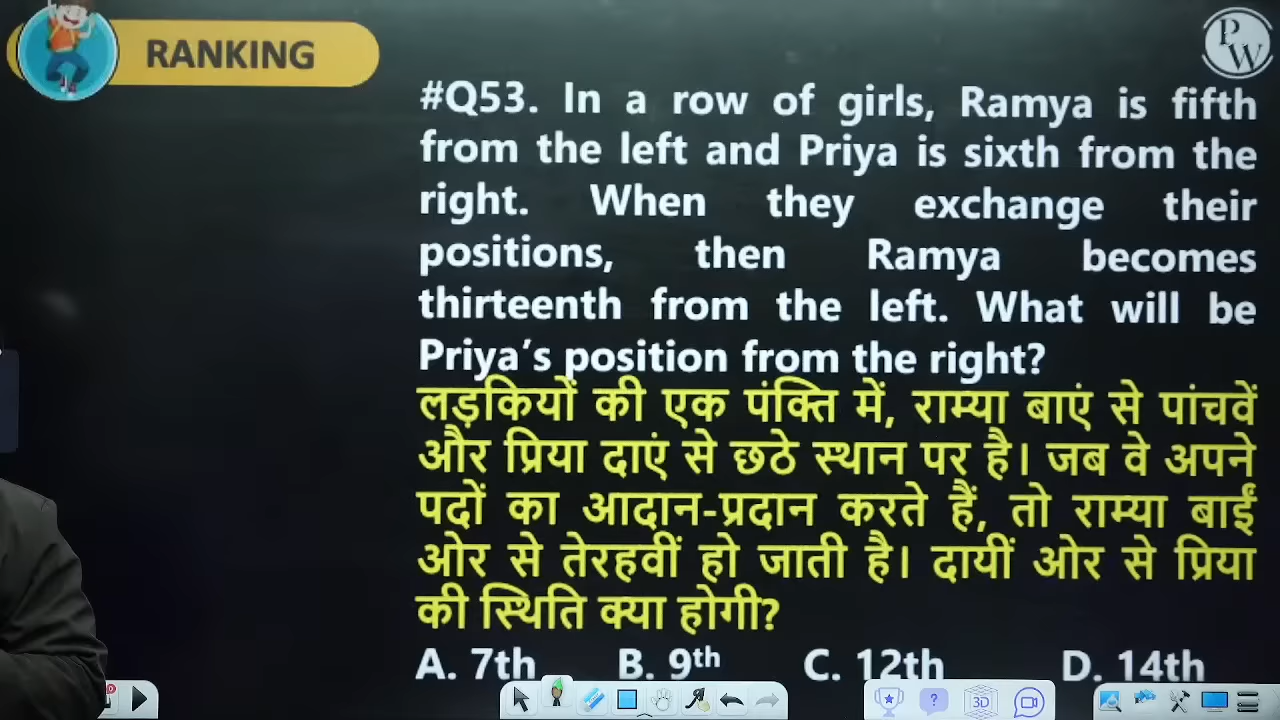 RANKING
PW
#Q53. In a row of girls, Ramya is fifth
from the left and Priya is sixth from the
right. When they exchange their
positions, then Ramya becomes
thirteenth from the left. What will be
Priya’s position from the right?
लड़कियों की एक पंक्ति में, राम्या बाएं से पांचवें
और प्रिया दाएं से छठे स्थान पर है। जब वे अपने
पदों का आदान-प्रदान करते हैं, तो राम्या बाईं
ओर से तेरहवीं हो जाती है। दायीं ओर से प्रिया
की स्थिति क्या होगी?
A. 7th B. 9th C. 12th D. 14th
3D